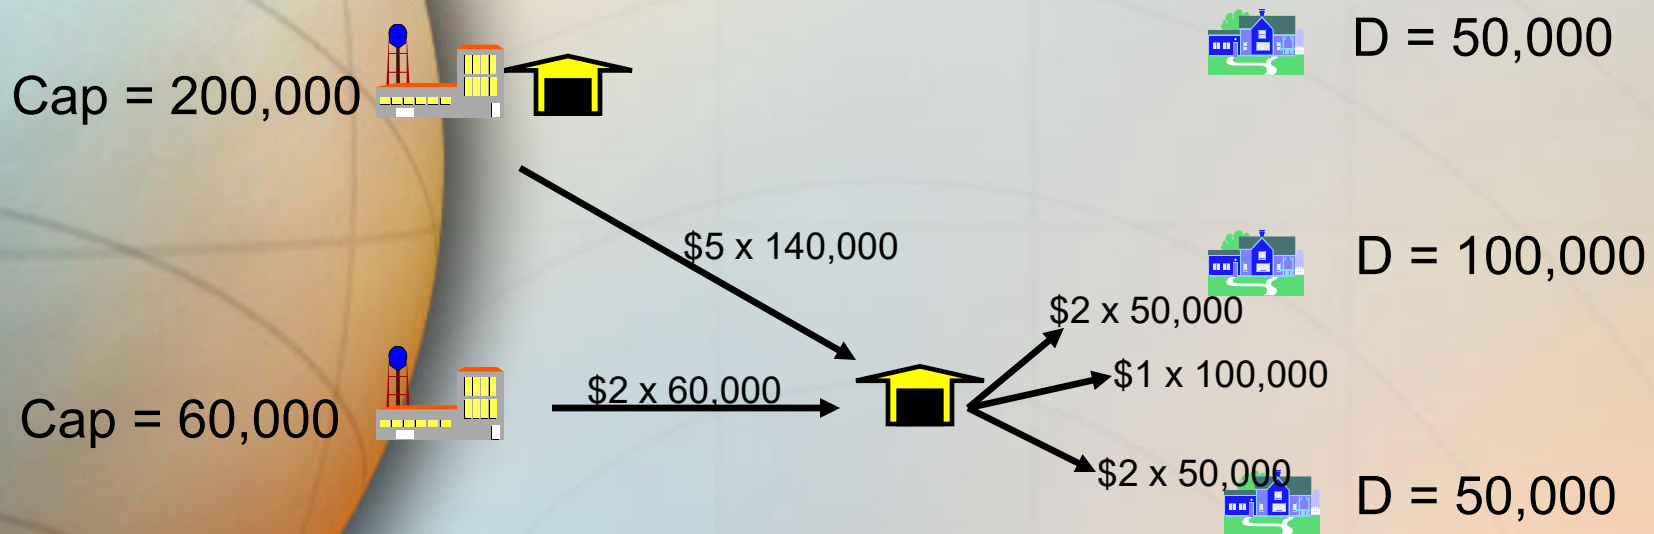 D = 50,000
Cap = 200,000
$5 x 140,000
D = 100,000
$2 x 50,000
$1 x 100,000
$2 x 60,000
Cap = 60,000
$2 x 50,000
D = 50,000